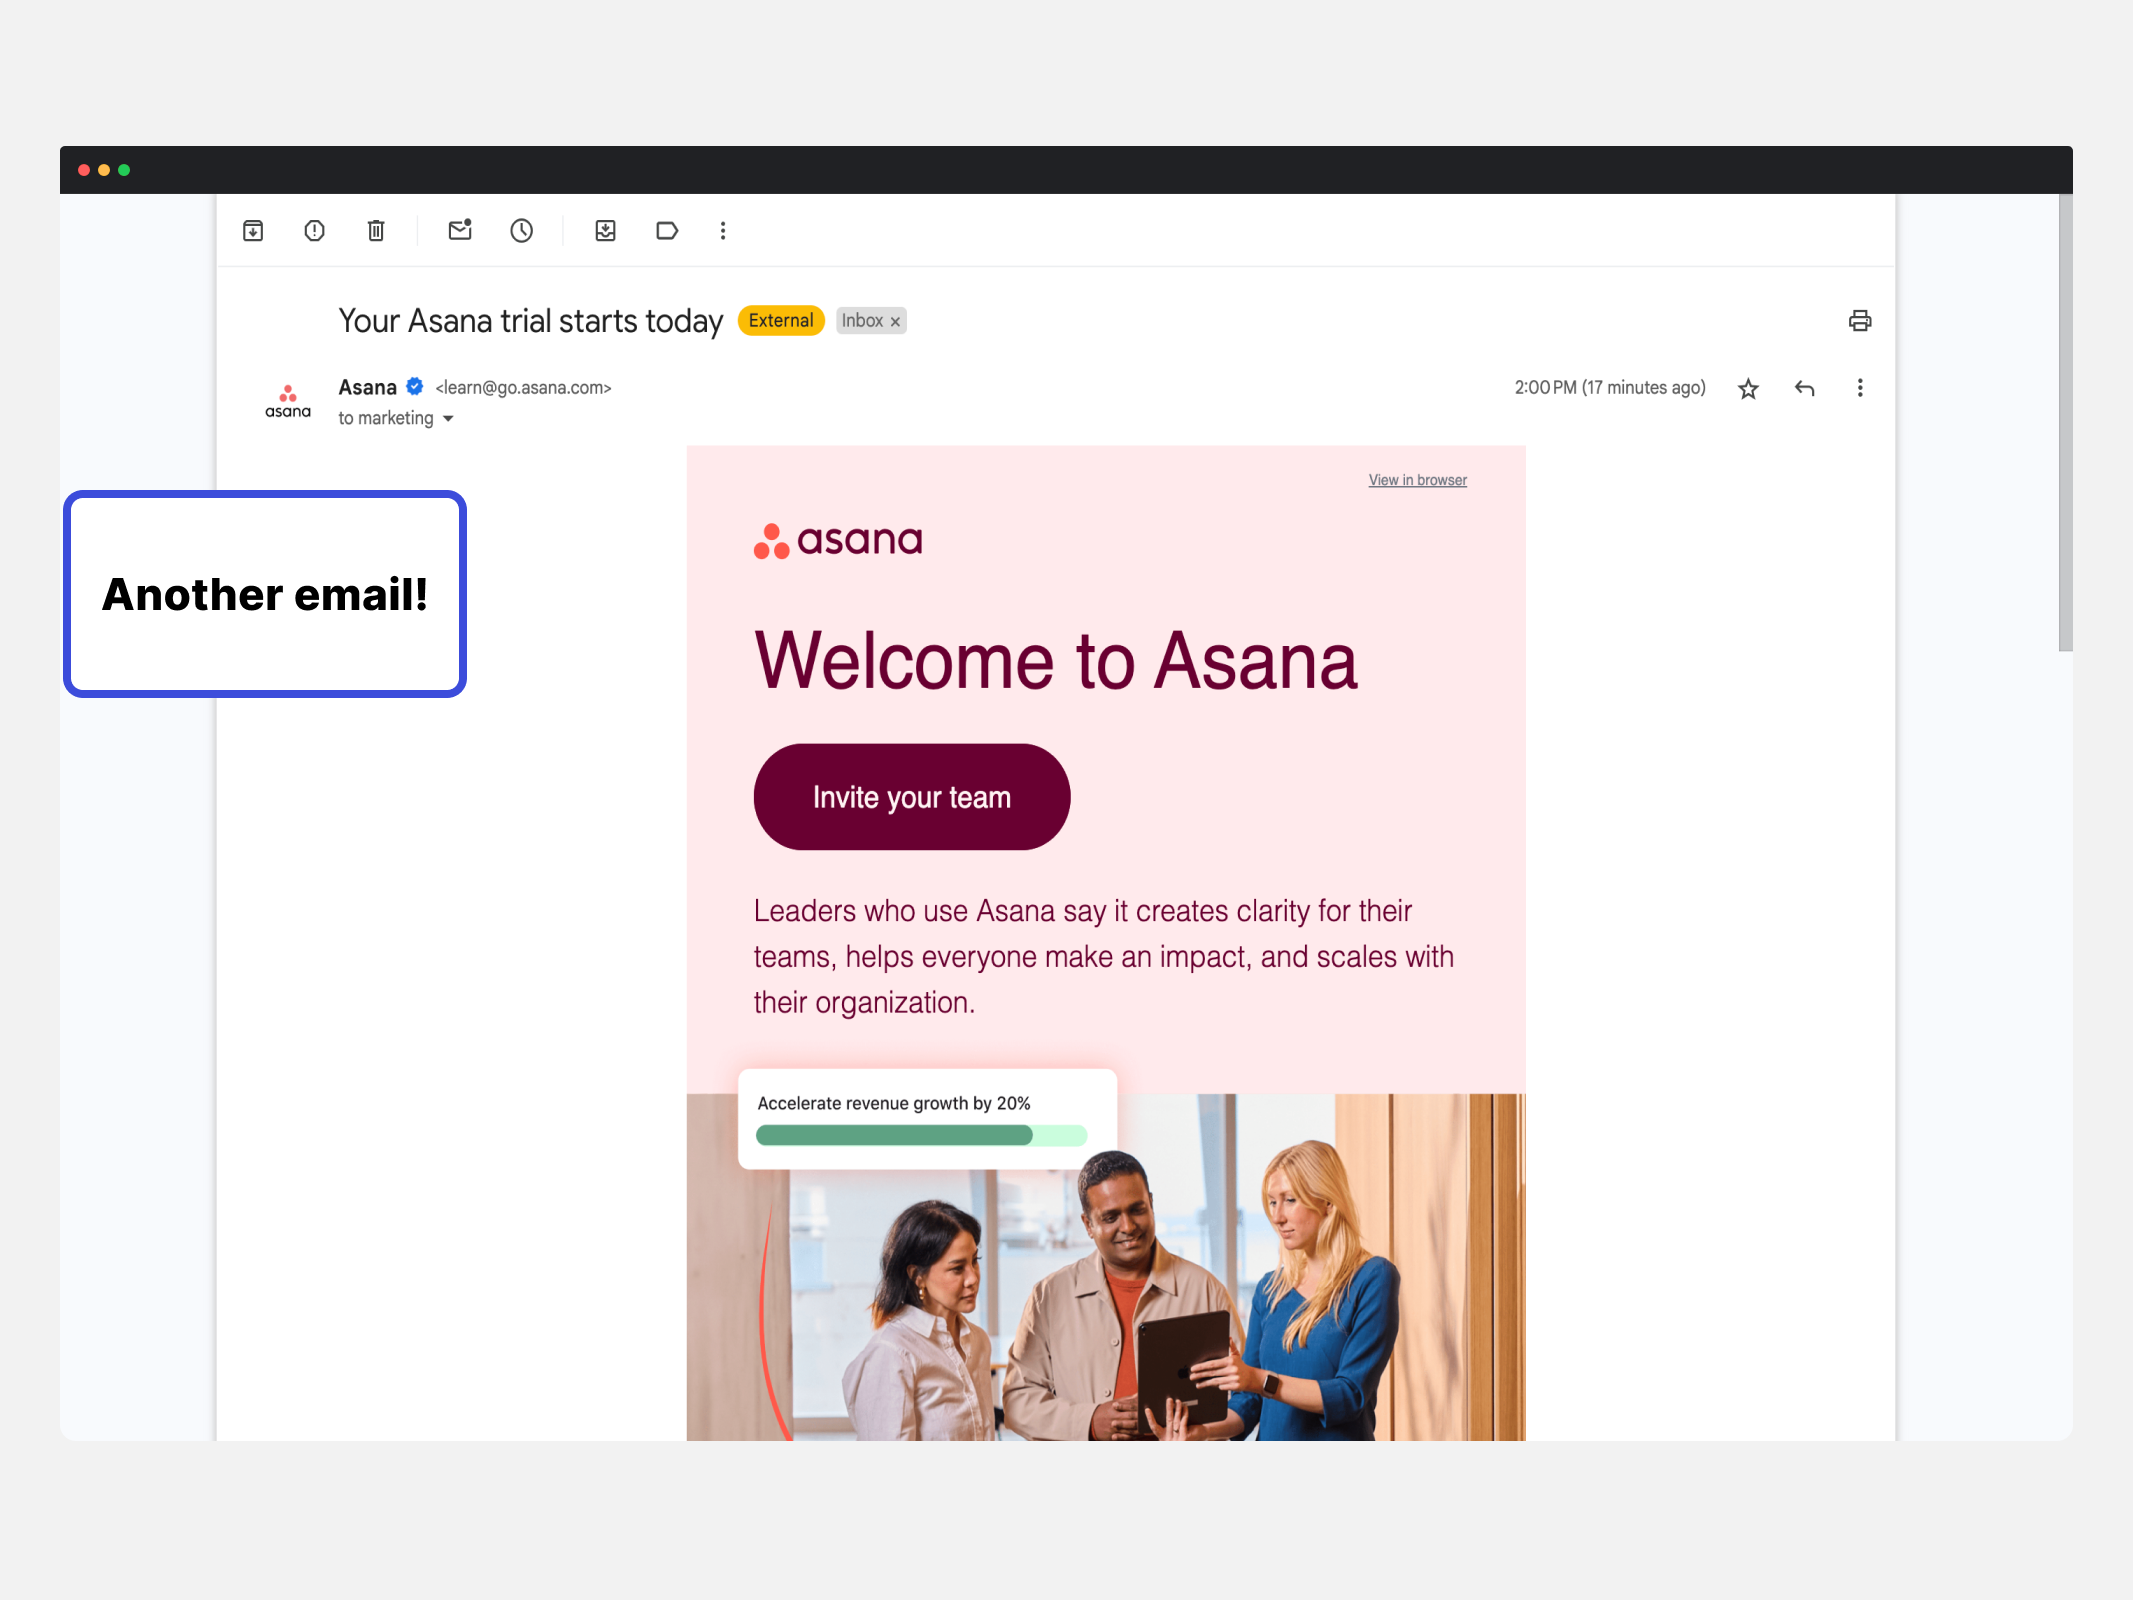 Your Asana trial starts today External Inbox x
Asana <learn@go.asana.com> 2:00 PM (17 minutes ago)
asana
to marketing
View in browser
asana
Another email!
Welcome to Asana
Invite your team
Leaders who use Asana say it creates clarity for their
teams, helps everyone make an impact, and scales with
their organization.
Accelerate revenue growth by 20%